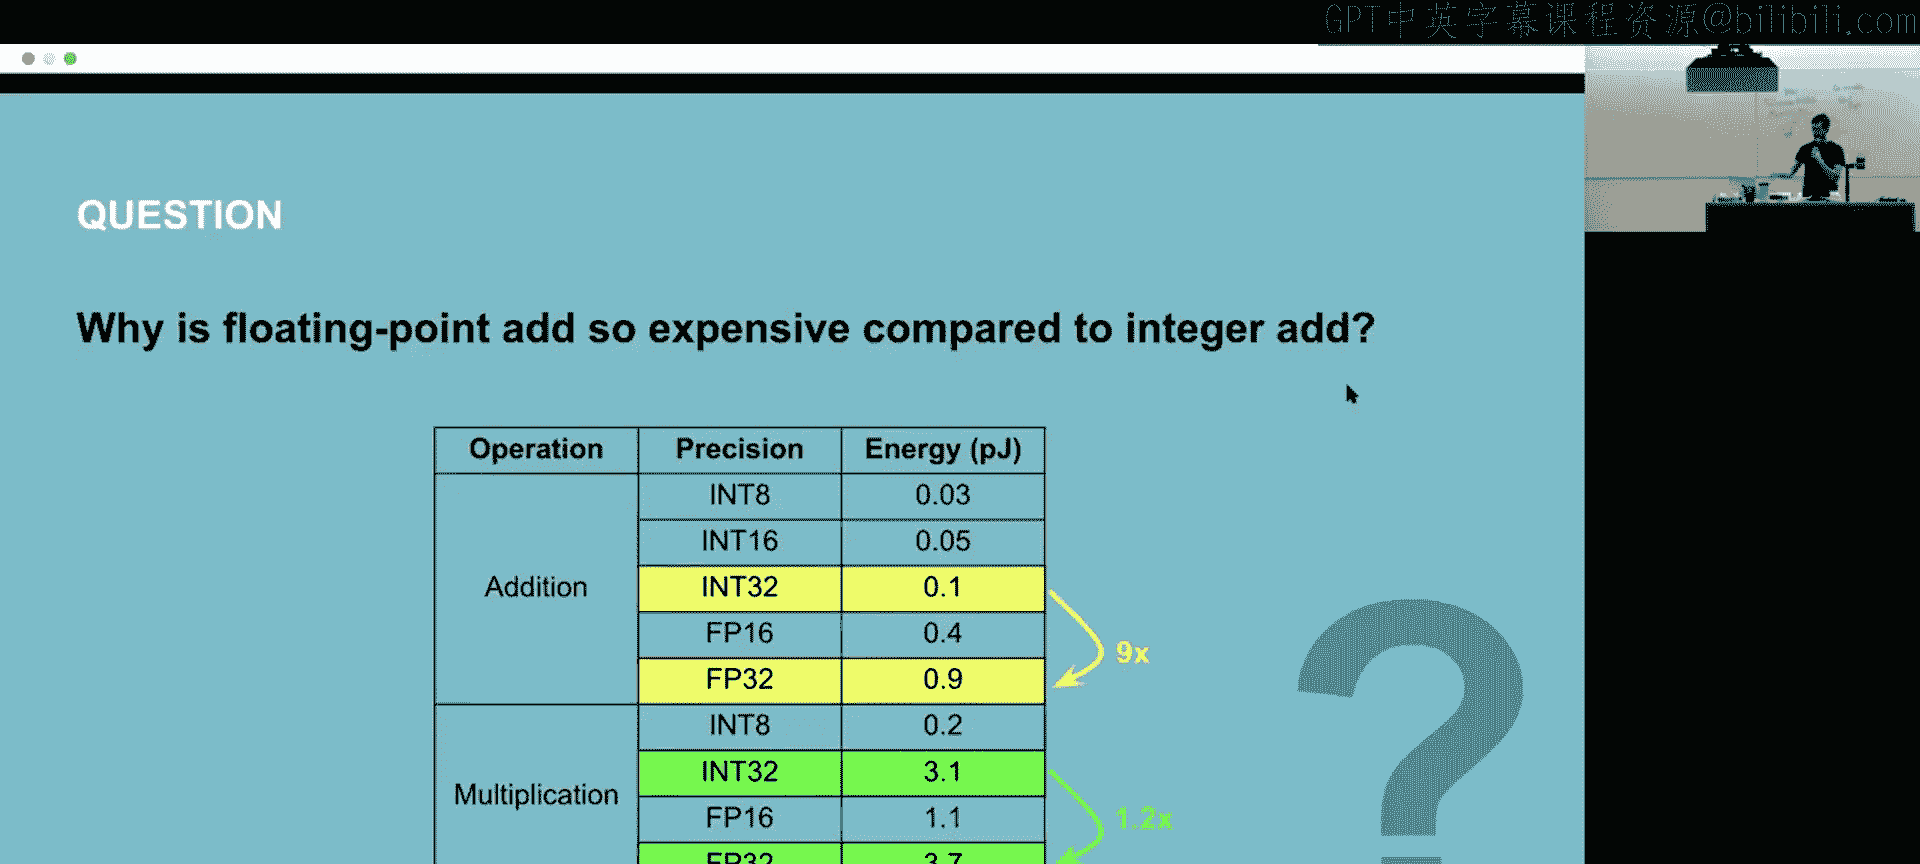 GPT中英字幕课程资源@bilibili.com
QUESTION
Why is floating-point add so expensive compared to integer add?
Operation Precision Energy (pJ)
INT8 0.03
INT16 0.05
Addition INT32 0.1
FP16 0.4
9x
FP32 0.9
INT8 0.2
INT32 3.1
Multiplication
FP16 1.1
1.2x
FP32 3.7
?